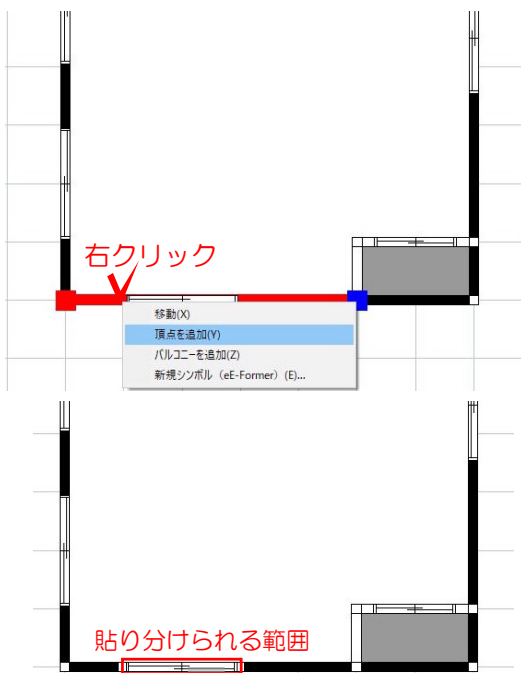 右クリック
移動(X)
頂点を追加(Y)
バルコニーを追加(Z)
新規シンボル（eE-Former）(E)...
貼り分けられる範囲